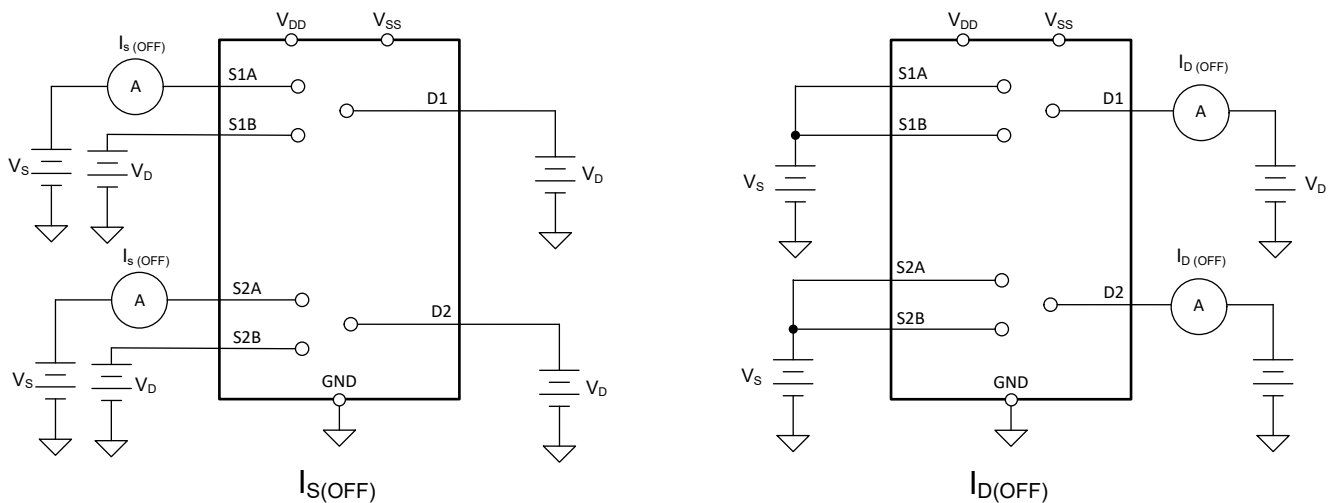 VDD VSS
Is (OFF)
A
S1A
D1
S1B
VS
VD
VD
Is (OFF)
A
S2A
D2
S2B
VS
VD
VD
GND
IS(OFF)
VDD VSS
ID (OFF)
S1A
D1
A
S1B
VS
VD
ID (OFF)
S2A
D2
A
S2B
VS
GND
ID(OFF)